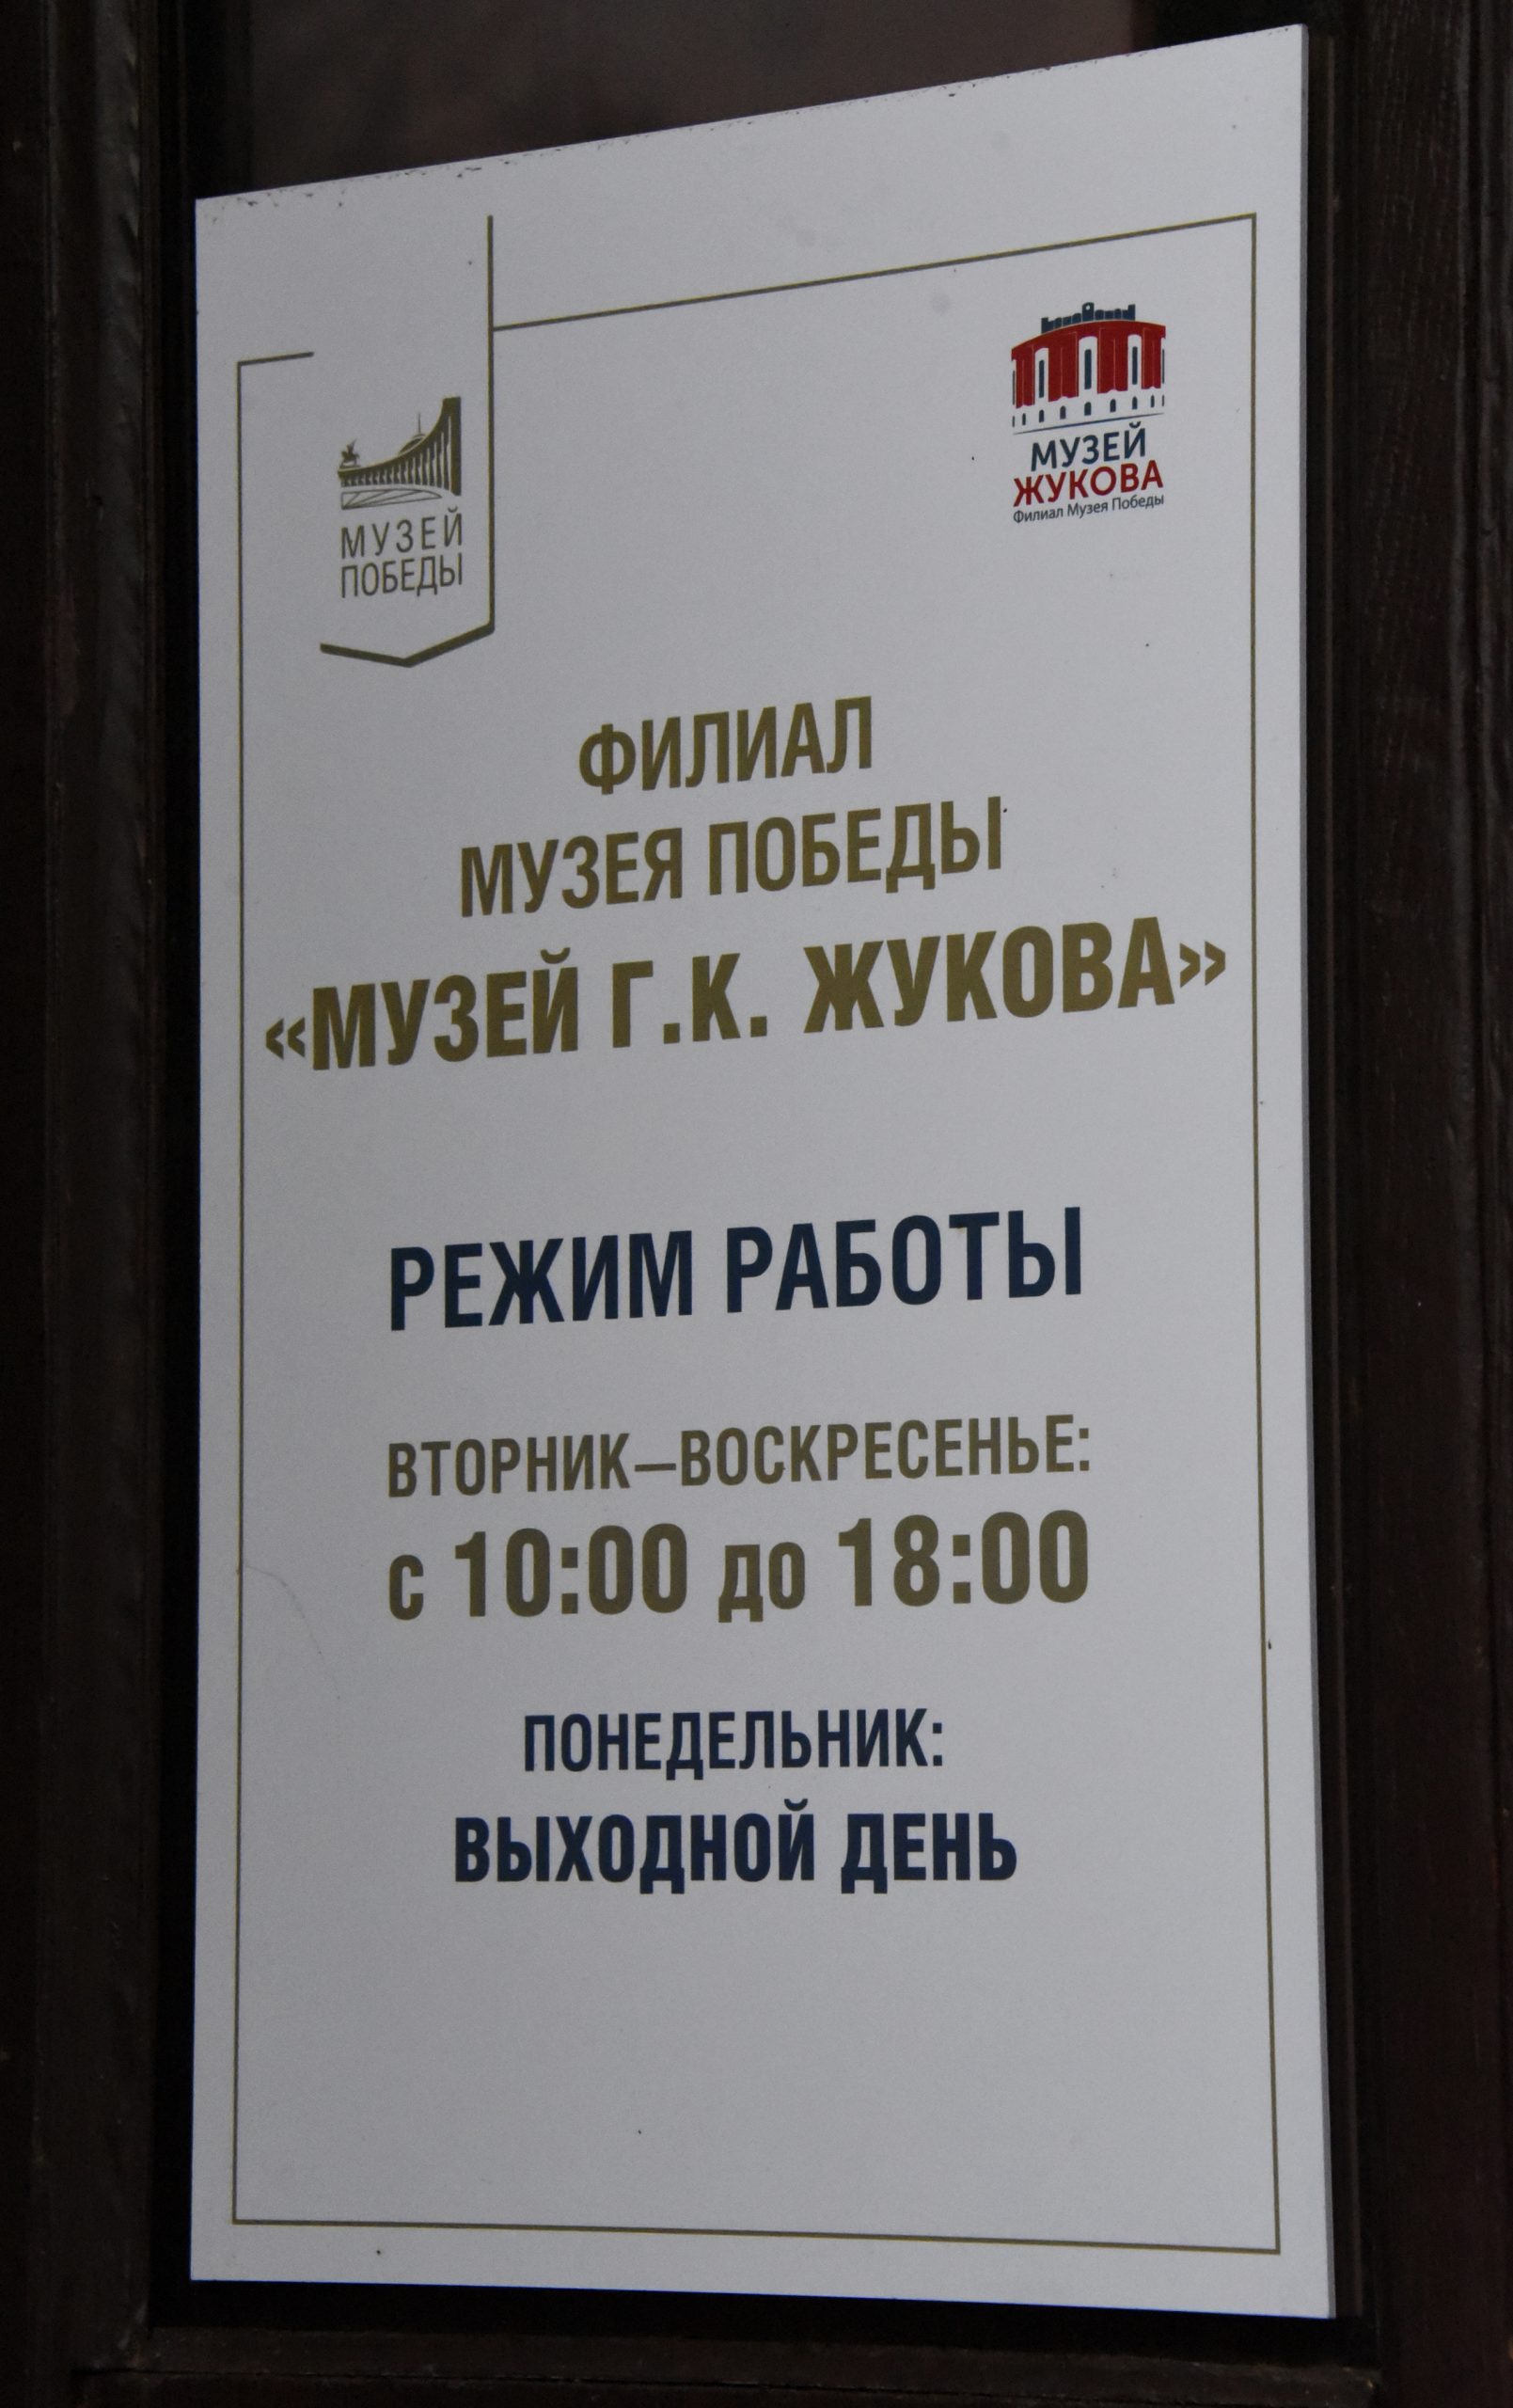 МУЗЕЙ
ПОБЕДЫ
МУЗЕЙ
ЖУКОВА
Филиал Музея Победы
ФИЛИАЛ
МУЗЕЯ ПОБЕДЫ
«МУЗЕЙ Г.К. ЖУКОВА»
РЕЖИМ РАБОТЫ
ВТОРНИК–ВОСКРЕСЕНЬЕ:
с 10:00 до 18:00
ПОНЕДЕЛЬНИК:
ВЫХОДНОЙ ДЕНЬ